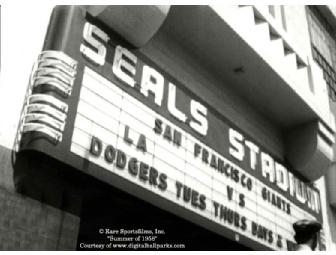 SEALS STADIUM
SAN FRANCISCO GIANTS
VS
LA
DODGERS TUES THURS DAYS &
© Rare Sportsfilms, Inc.
"Summer of 1958"
Courtesy of www.digitalballparks.com